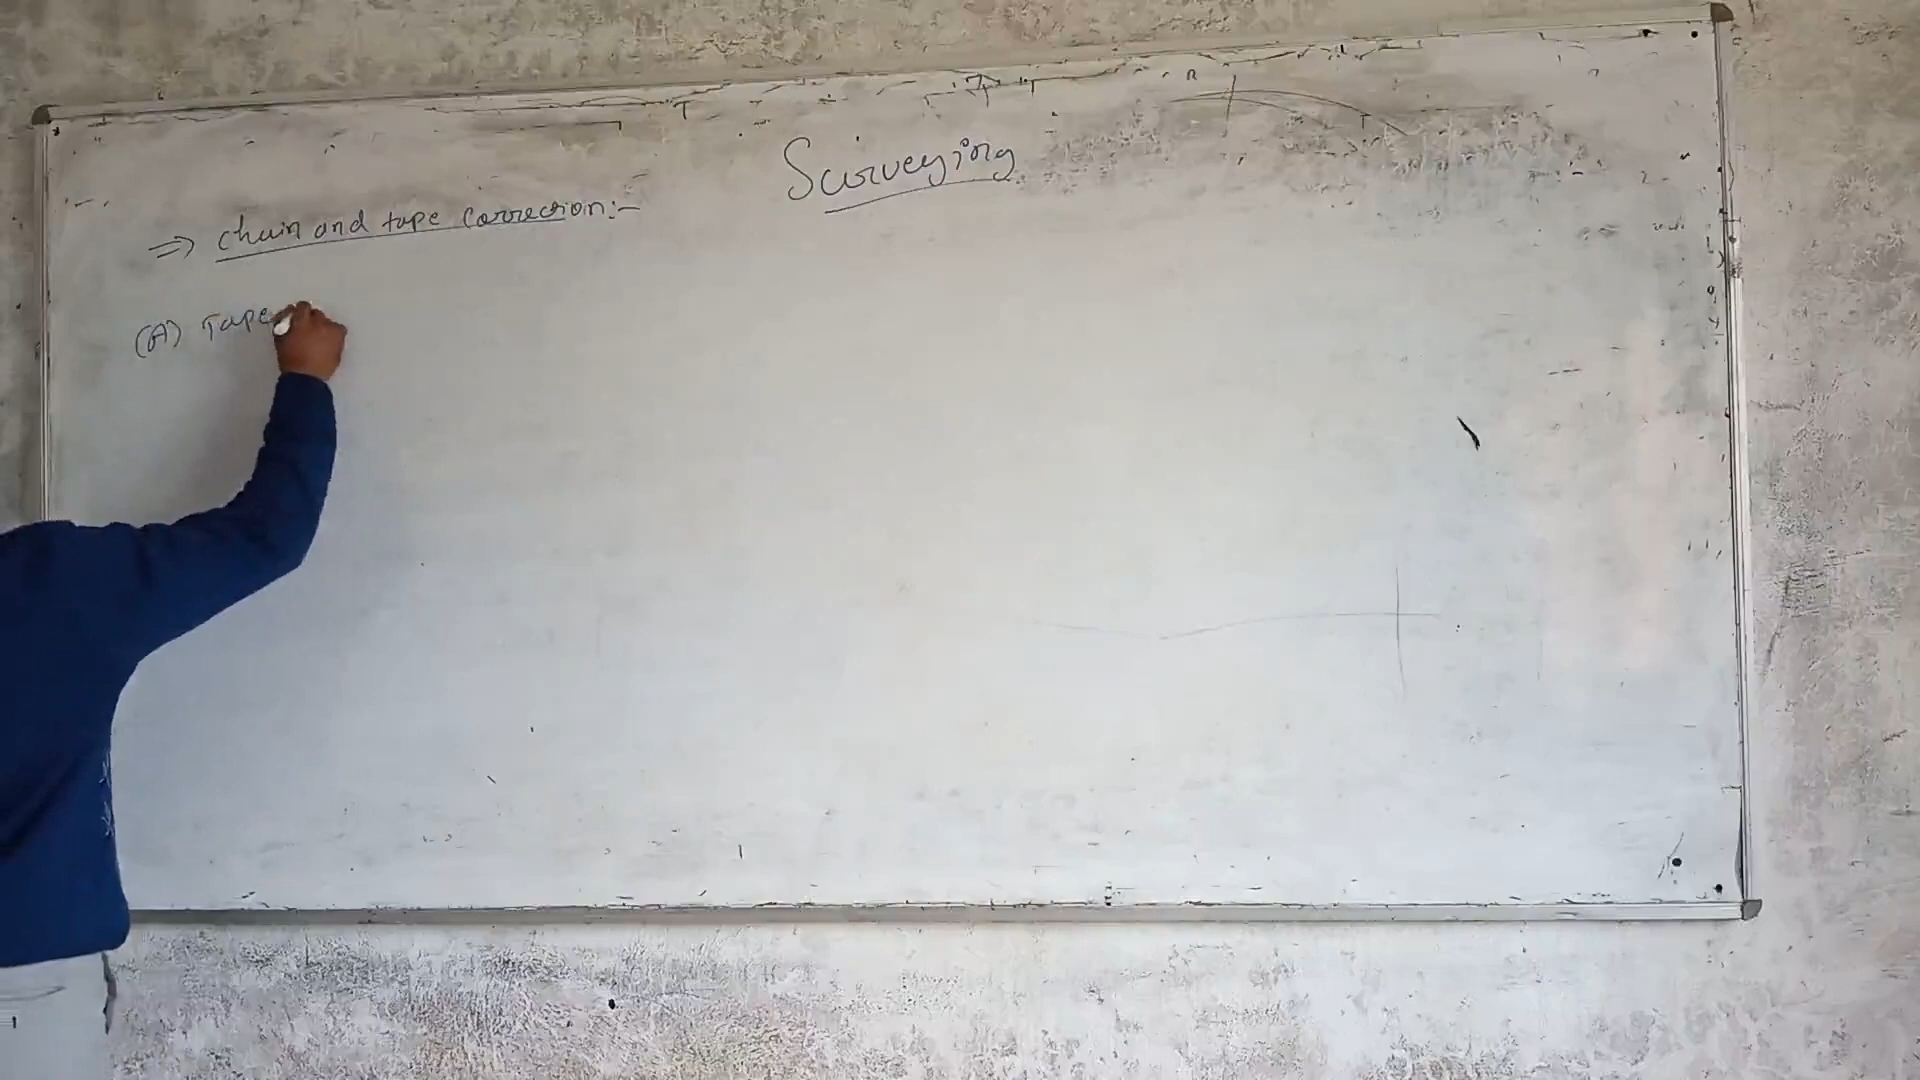 Surveying
=> chain and tape correction:-
(A) Tape